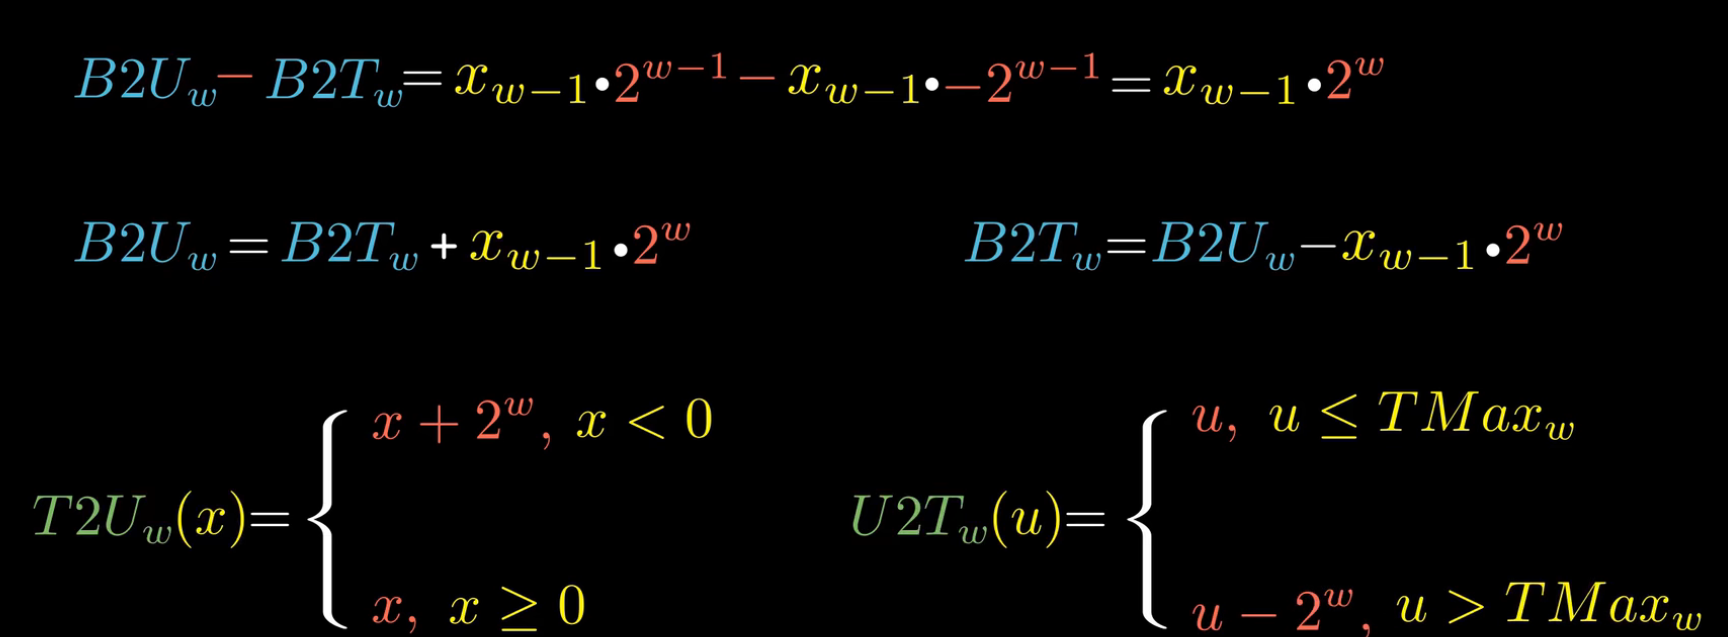 B2U_w − B2T_w = x_{w−1} • 2^{w−1} − x_{w−1} • −2^{w−1} = x_{w−1} • 2^w
B2U_w = B2T_w + x_{w−1} • 2^w
B2T_w = B2U_w − x_{w−1} • 2^w
T2U_w(x) = {
x + 2^w, x < 0
x, x ≥ 0
U2T_w(u) = {
u, u ≤ TMax_w
u − 2^w, u > TMax_w